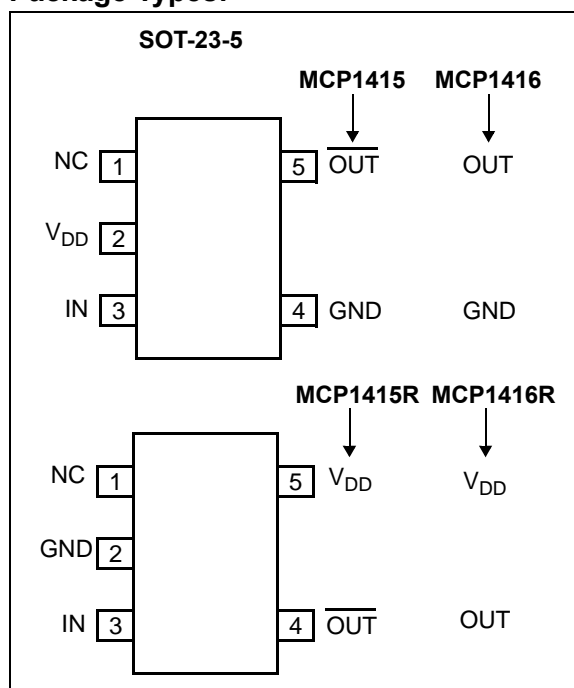 Package Types:
SOT-23-5
MCP1415 MCP1416
NC 1 5 OUT OUT
VDD 2
IN 3 4 GND GND
MCP1415R MCP1416R
NC 1 5 VDD VDD
GND 2
IN 3 4 OUT OUT